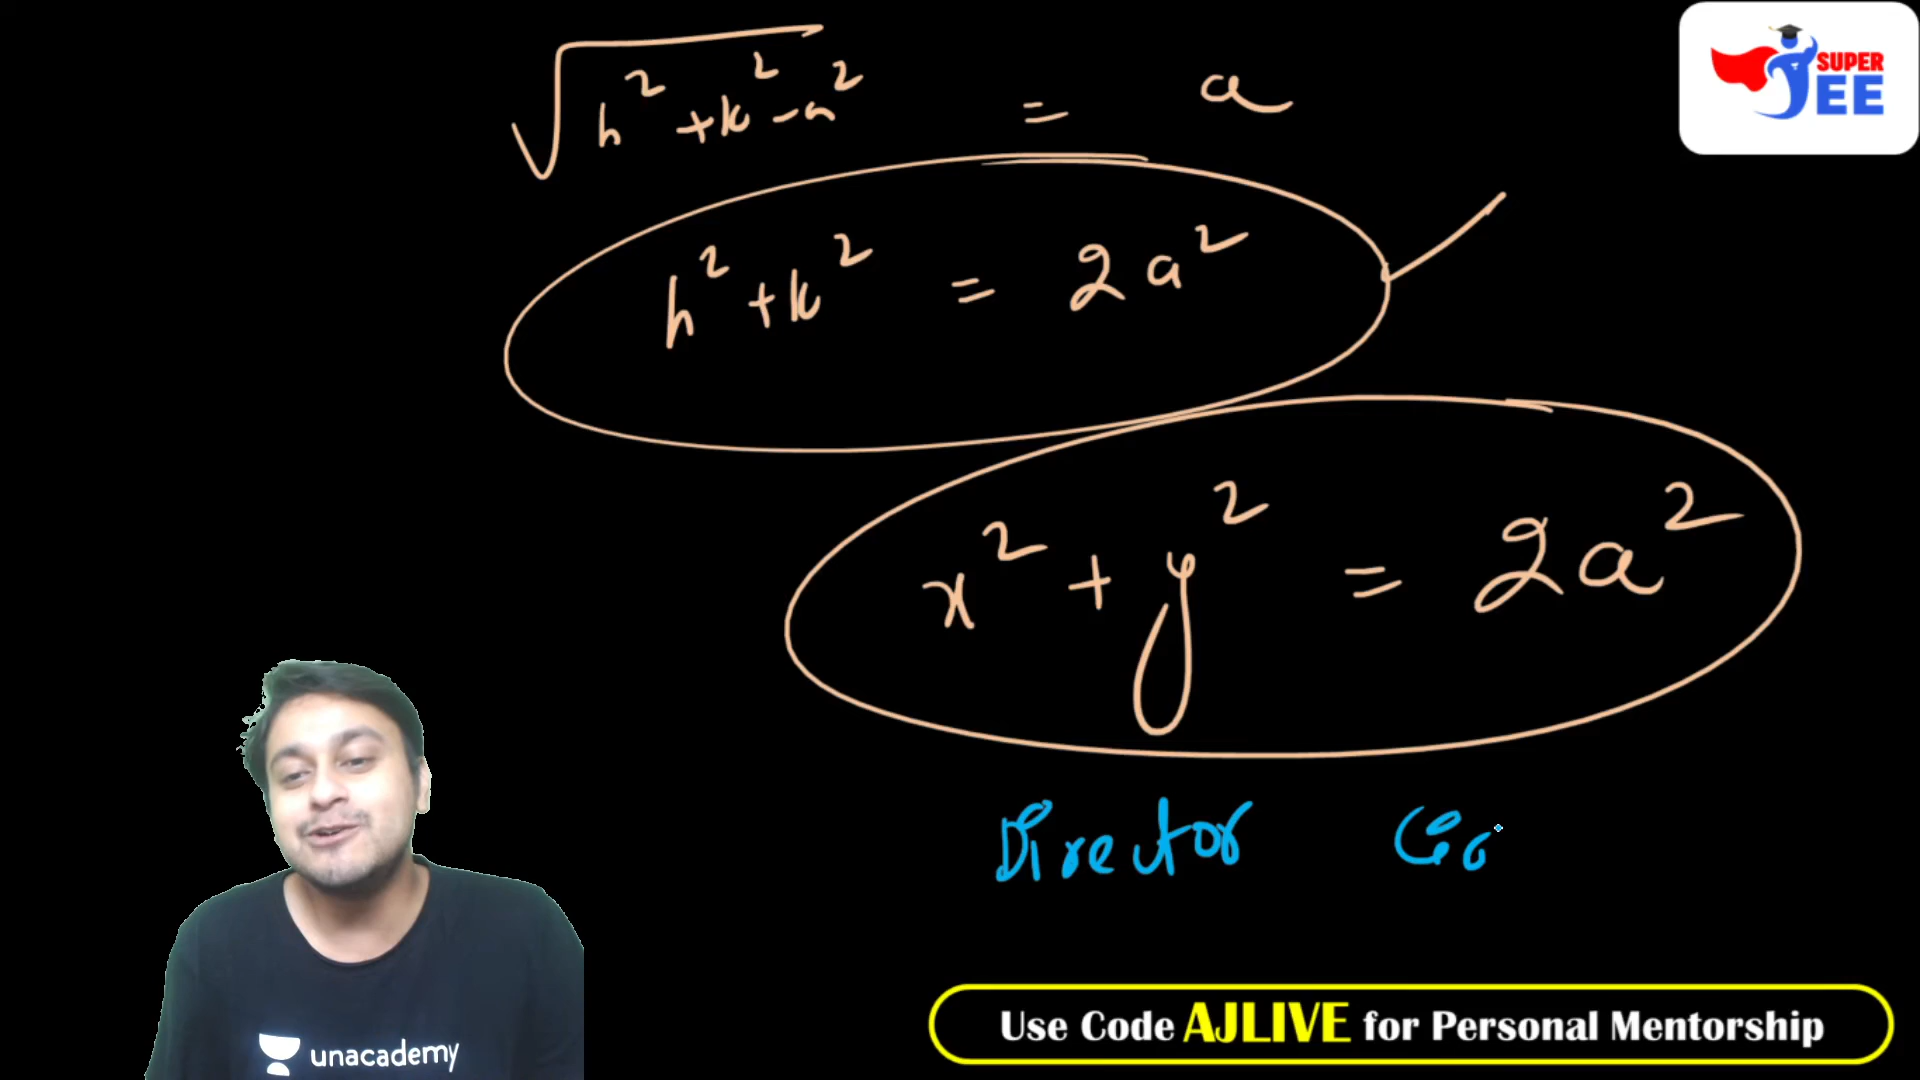 √h²+k²-a² = a
SUPER
JEE
h²+k² = 2a²
x²+y² = 2a²
Director
unacademy
Use Code AJLIVE for Personal Mentorship